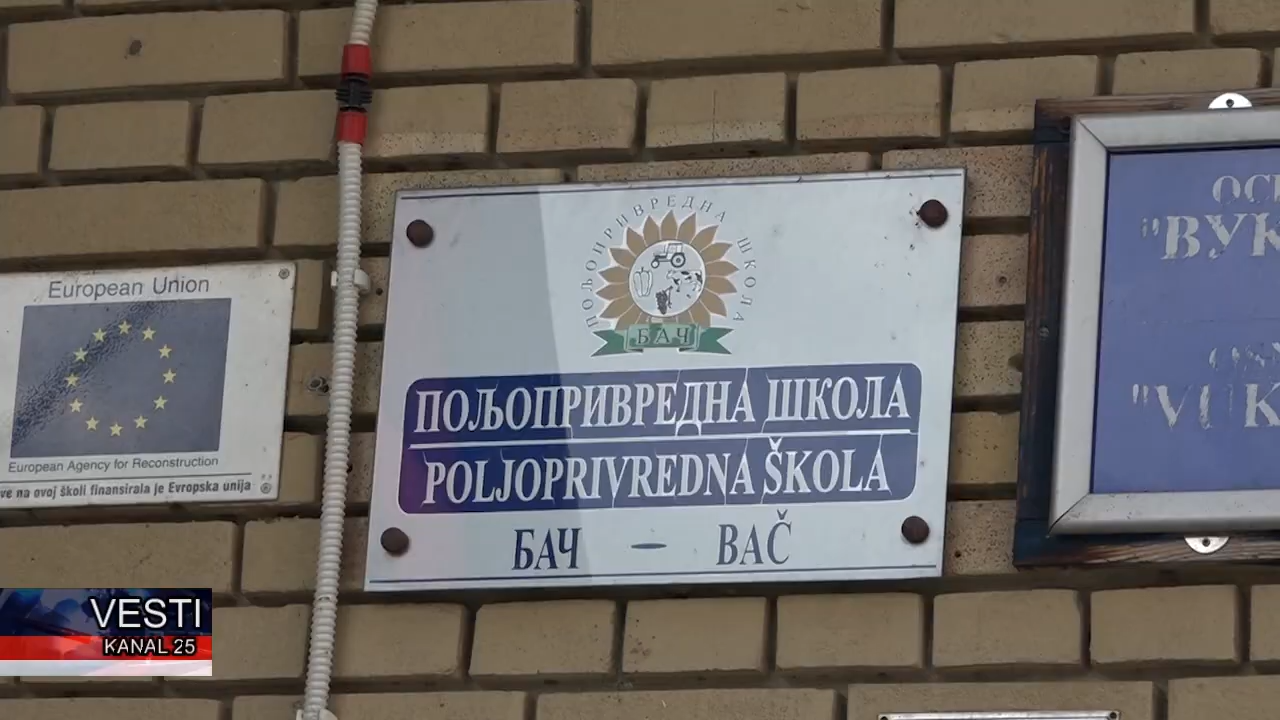 European Union
European Agency for Reconstruction
ve na ovoj školi finansirala je Evropska unija
ПОЉОПРИВРЕДНА ШКОЛА
БАЧ
ПОЉОПРИВРЕДНА ШКОЛА
POLJOPRIVREDNA ŠKOLA
БАЧ – BAČ
"ВУК
"VUK
VESTI
KANAL 25